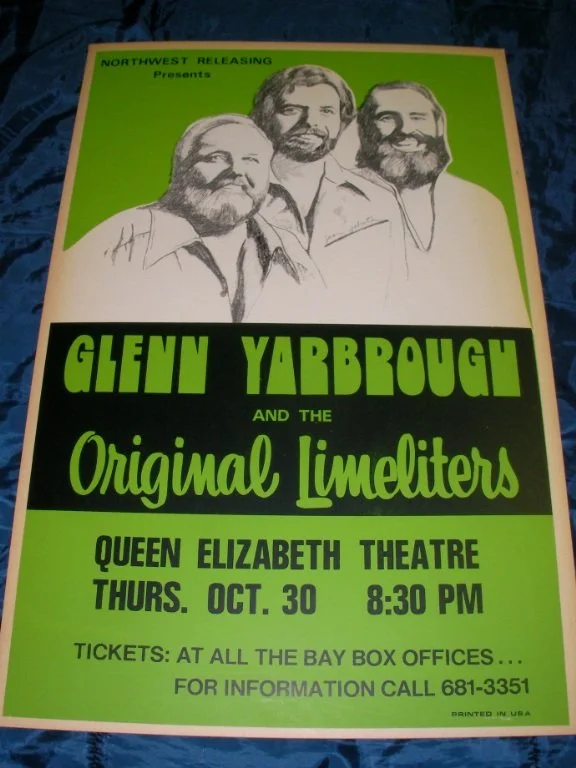 NORTHWEST RELEASING
Presents
GLENN YARBROUGH
AND THE
Original Limeliters
QUEEN ELIZABETH THEATRE
THURS. OCT. 30 8:30 PM
TICKETS: AT ALL THE BAY BOX OFFICES...
FOR INFORMATION CALL 681-3351
PRINTED IN USA